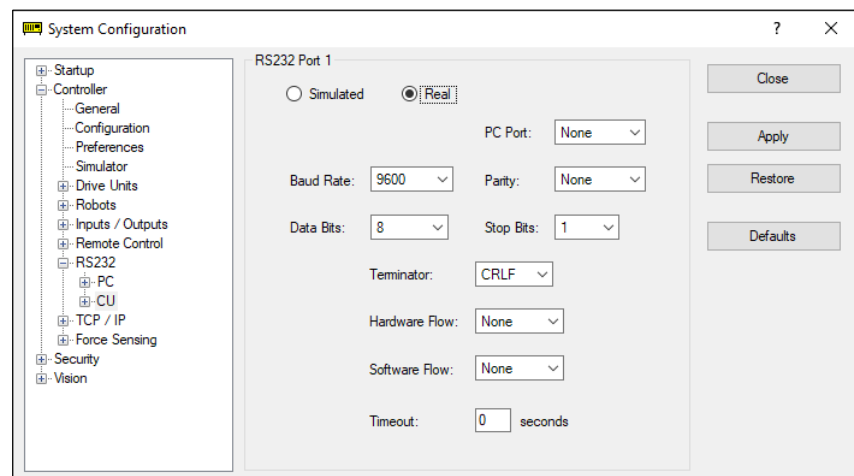 System Configuration
?
Startup
Controller
General
Configuration
Preferences
Simulator
Drive Units
Robots
Inputs / Outputs
Remote Control
RS232
PC
CU
TCP / IP
Force Sensing
Security
Vision
RS232 Port 1
Simulated Real
PC Port: None
Baud Rate: 9600 Parity: None
Data Bits: 8 Stop Bits: 1
Terminator: CRLF
Hardware Flow: None
Software Flow: None
Timeout: 0 seconds
Close
Apply
Restore
Defaults